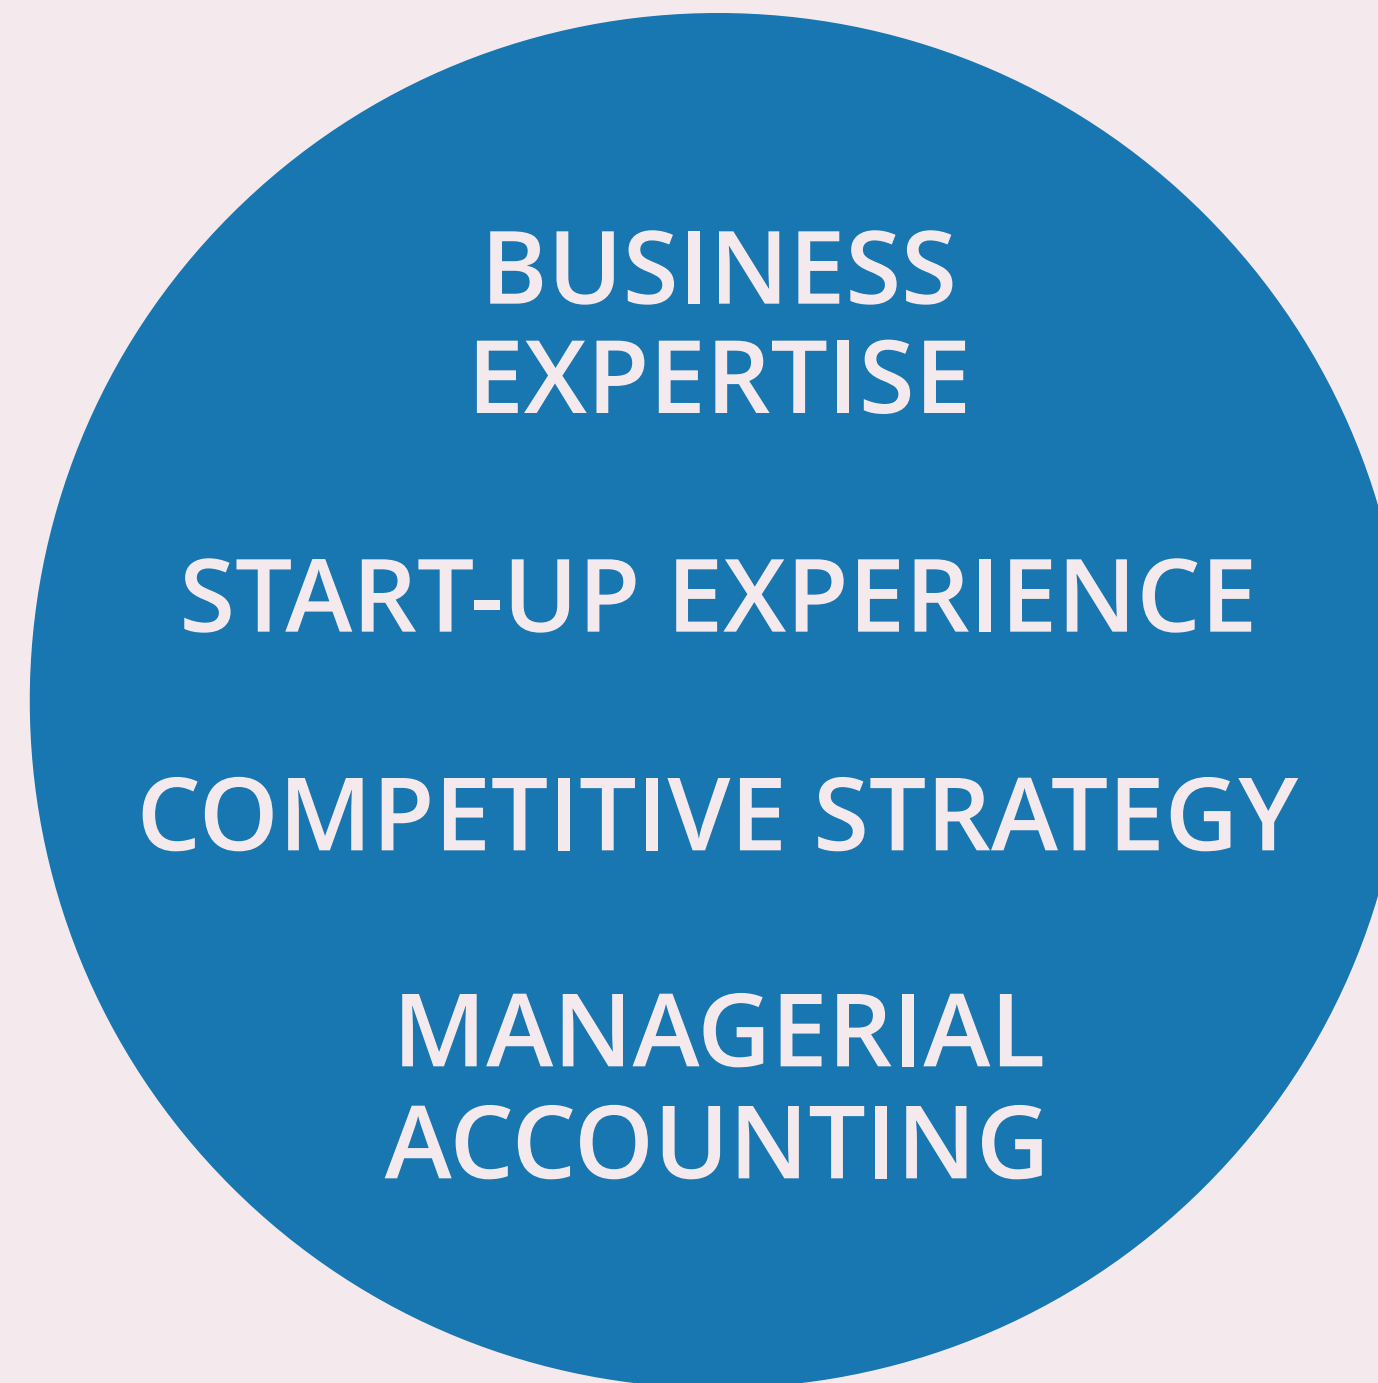 BUSINESS
EXPERTISE
START-UP EXPERIENCE
COMPETITIVE STRATEGY
MANAGERIAL
ACCOUNTING